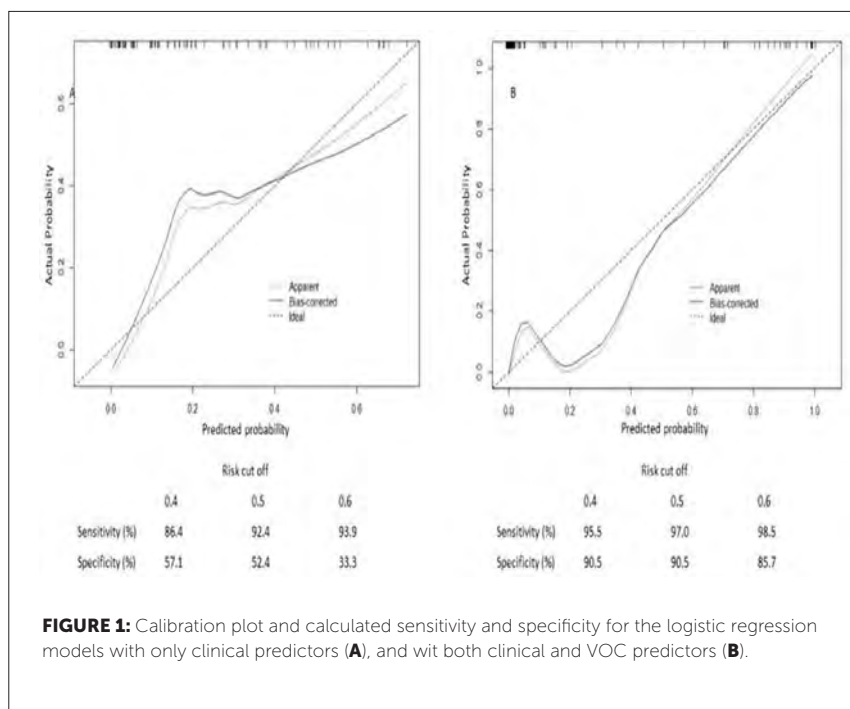 A
Actual Probability
0.0
0.2
0.4
0.6
Apparent
Bias-corrected
Ideal
0.0 0.2 0.4 0.6
Predicted probability
Risk cut off
0.4 0.5 0.6
Sensitivity (%) 86.4 92.4 93.9
Specificity (%) 57.1 52.4 33.3
B
Actual Probability
0.0
0.2
0.4
0.6
0.8
1.0
Apparent
Bias-corrected
Ideal
0.0 0.2 0.4 0.6 0.8 1.0
Predicted probability
Risk cut off
0.4 0.5 0.6
Sensitivity (%) 95.5 97.0 98.5
Specificity (%) 90.5 90.5 85.7
FIGURE 1: Calibration plot and calculated sensitivity and specificity for the logistic regression
models with only clinical predictors (A), and wit both clinical and VOC predictors (B).